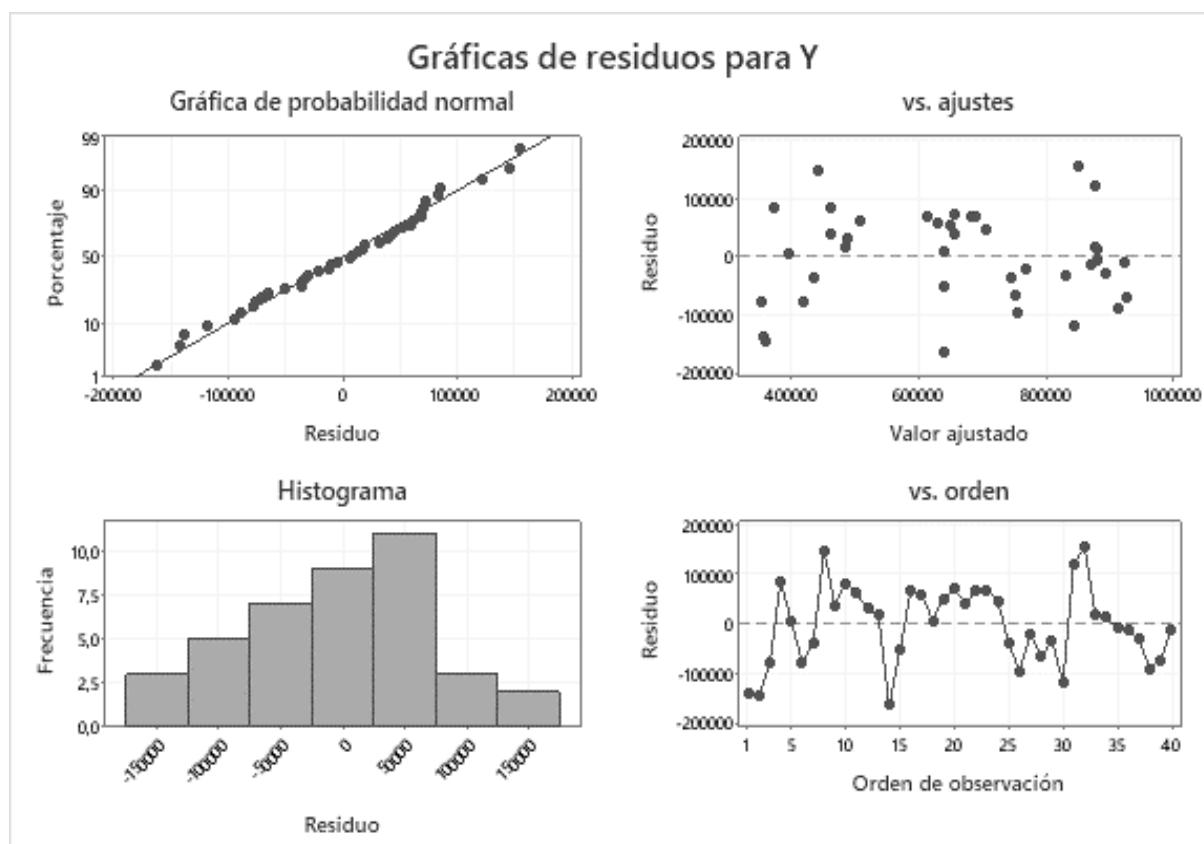 Gráficas de residuos para Y
Gráfica de probabilidad normal
Porcentaje
99
90
50
10
1
-200000 -100000 0 100000 200000
Residuo
vs. ajustes
Residuo
200000
100000
0
-100000
-200000
400000 600000 800000 1000000
Valor ajustado
Histograma
Frecuencia
10,0
7,5
5,0
2,5
0,0
-150000 -100000 -50000 0 50000 100000 150000
Residuo
vs. orden
Residuo
200000
100000
0
-100000
-200000
1 5 10 15 20 25 30 35 40
Orden de observación